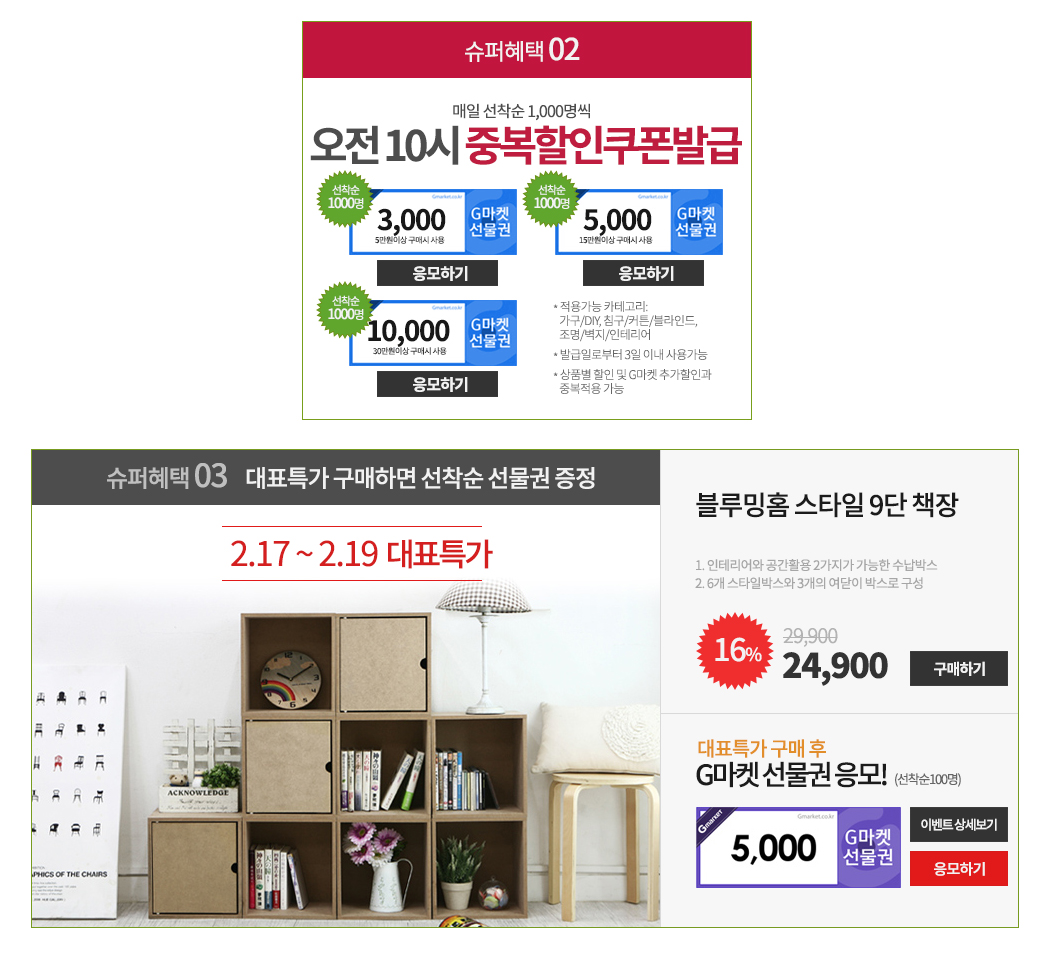 슈퍼혜택 02
매일 선착순 1,000명씩
오전 10시 중복할인쿠폰발급
선착순
1000명
Gmarket.co.kr
3,000
5만원이상 구매시 사용
G마켓
선물권
응모하기
선착순
1000명
Gmarket.co.kr
5,000
15만원이상 구매시 사용
G마켓
선물권
응모하기
선착순
1000명
Gmarket.co.kr
10,000
30만원이상 구매시 사용
G마켓
선물권
응모하기
* 적용가능 카테고리:
가구/DIY, 침구/커튼/블라인드,
조명/벽지/인테리어
* 발급일로부터 3일 이내 사용가능
* 상품별 할인 및 G마켓 추가할인과
중복적용 가능
슈퍼혜택 03 대표특가 구매하면 선착순 선물권 증정
2.17 ~ 2.19 대표특가
ACKNOWLEDGE
APHICS OF THE CHAIRS
블루밍홈 스타일 9단 책장
1. 인테리어와 공간활용 2가지가 가능한 수납박스
2. 6개 스타일박스와 3개의 여닫이 박스로 구성
16%
29,900
24,900
구매하기
대표특가 구매 후
G마켓 선물권 응모! (선착순100명)
Gmarket
Gmarket.co.kr
5,000
G마켓
선물권
이벤트 상세보기
응모하기